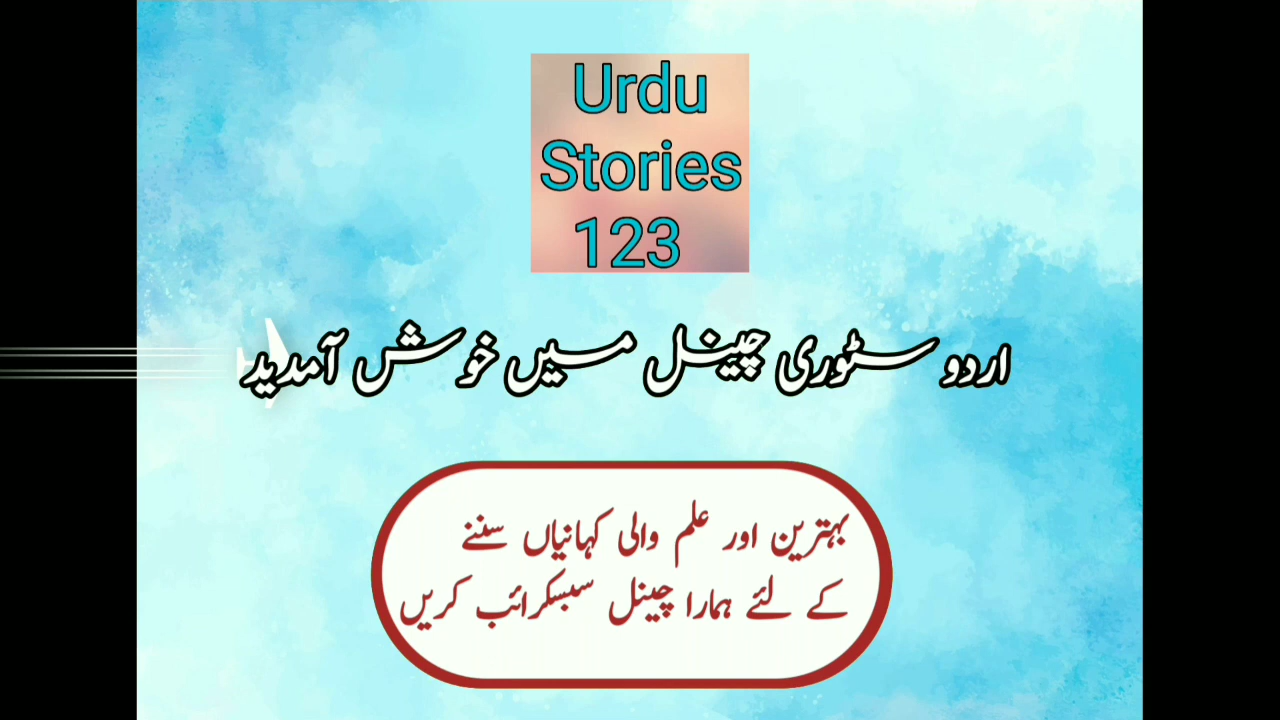 Urdu
Stories
123
اردو سٹوری چینل میں خوش آمدید
بہترین اور علم والی کہانیاں سننے
کے لئے ہمارا چینل سبسکرائب کریں